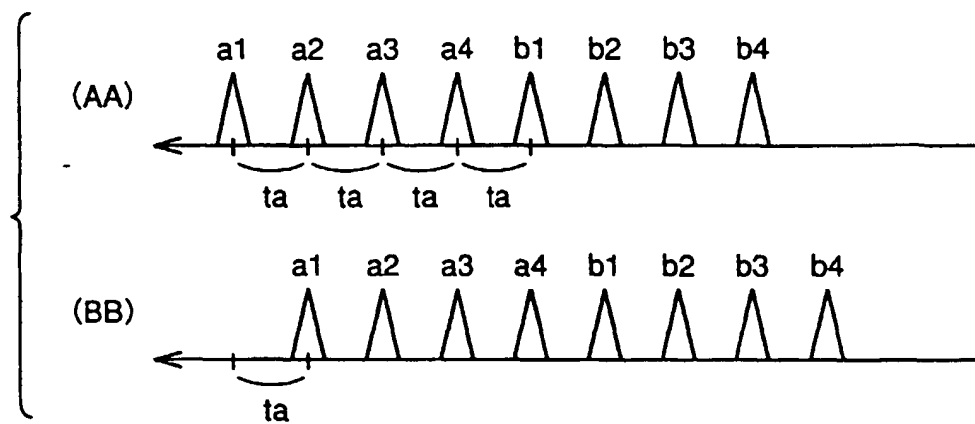 a1 a2 a3 a4 b1 b2 b3 b4
(AA)
ta ta ta ta
a1 a2 a3 a4 b1 b2 b3 b4
(BB)
ta